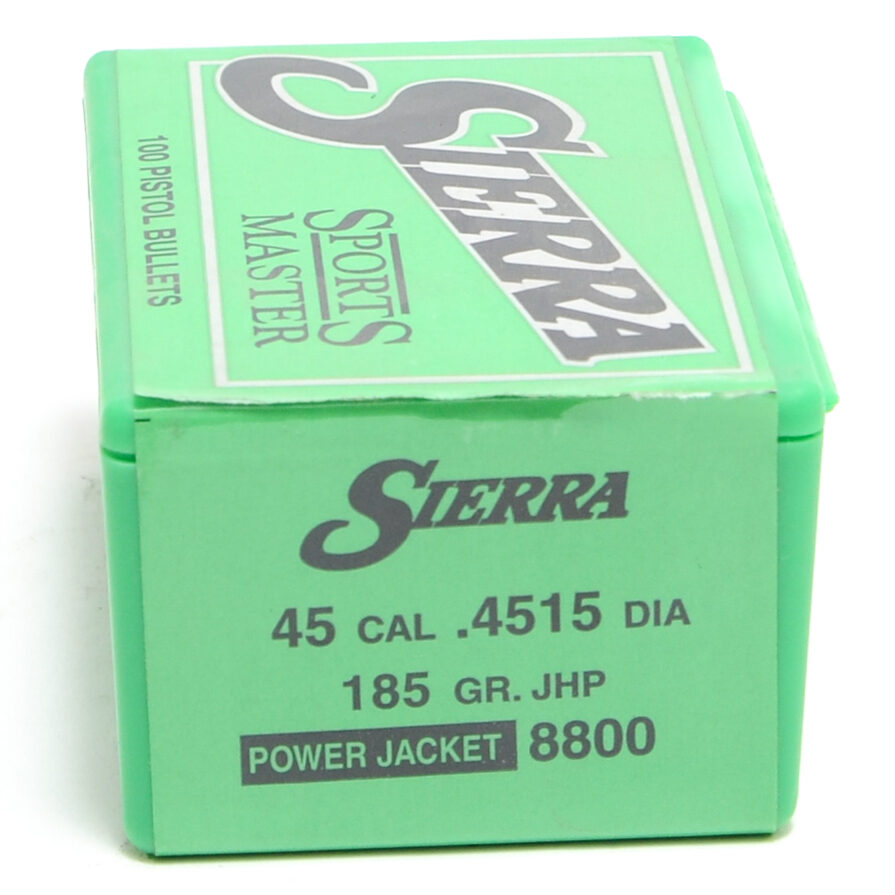 SIERRA
SPORTS
MASTER
100 PISTOL BULLETS
SIERRA
45 CAL .4515 DIA
185 GR. JHP
POWER JACKET 8800